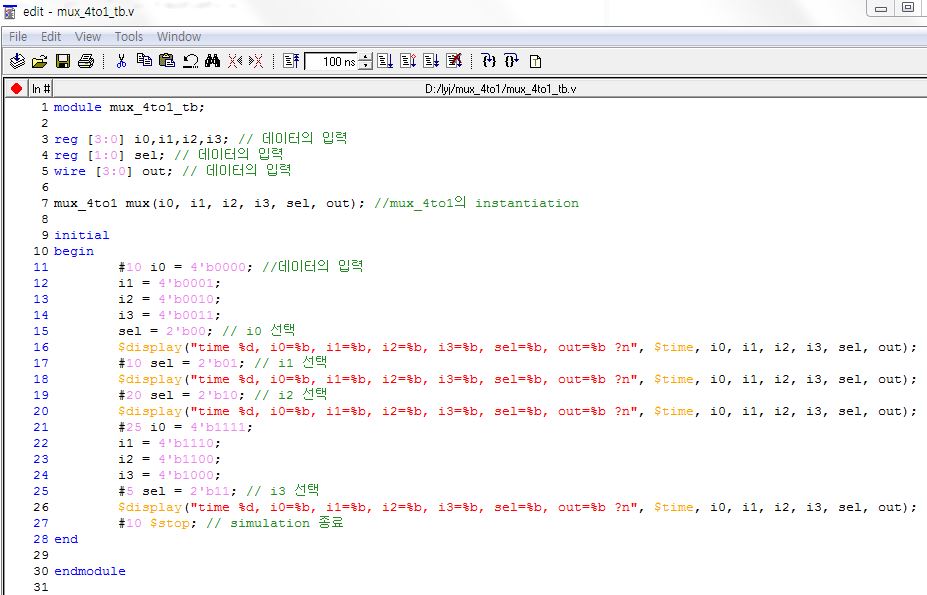 edit - mux_4to1_tb.v
File Edit View Tools Window
100 ns
ln # D:/lyj/mux_4to1/mux_4to1_tb.v
1 module mux_4to1_tb;
2
3 reg [3:0] i0,i1,i2,i3; // 데이터의 입력
4 reg [1:0] sel; // 데이터의 입력
5 wire [3:0] out; // 데이터의 입력
6
7 mux_4to1 mux(i0, i1, i2, i3, sel, out); //mux_4to1의 instantiation
8
9 initial
10 begin
11 #10 i0 = 4'b0000; //데이터의 입력
12 i1 = 4'b0001;
13 i2 = 4'b0010;
14 i3 = 4'b0011;
15 sel = 2'b00; // i0 선택
16 $display("time %d, i0=%b, i1=%b, i2=%b, i3=%b, sel=%b, out=%b ?n", $time, i0, i1, i2, i3, sel, out);
17 #10 sel = 2'b01; // i1 선택
18 $display("time %d, i0=%b, i1=%b, i2=%b, i3=%b, sel=%b, out=%b ?n", $time, i0, i1, i2, i3, sel, out);
19 #20 sel = 2'b10; // i2 선택
20 $display("time %d, i0=%b, i1=%b, i2=%b, i3=%b, sel=%b, out=%b ?n", $time, i0, i1, i2, i3, sel, out);
21 #25 i0 = 4'b1111;
22 i1 = 4'b1110;
23 i2 = 4'b1100;
24 i3 = 4'b1000;
25 #5 sel = 2'b11; // i3 선택
26 $display("time %d, i0=%b, i1=%b, i2=%b, i3=%b, sel=%b, out=%b ?n", $time, i0, i1, i2, i3, sel, out);
27 #10 $stop; // simulation 종료
28 end
29
30 endmodule
31